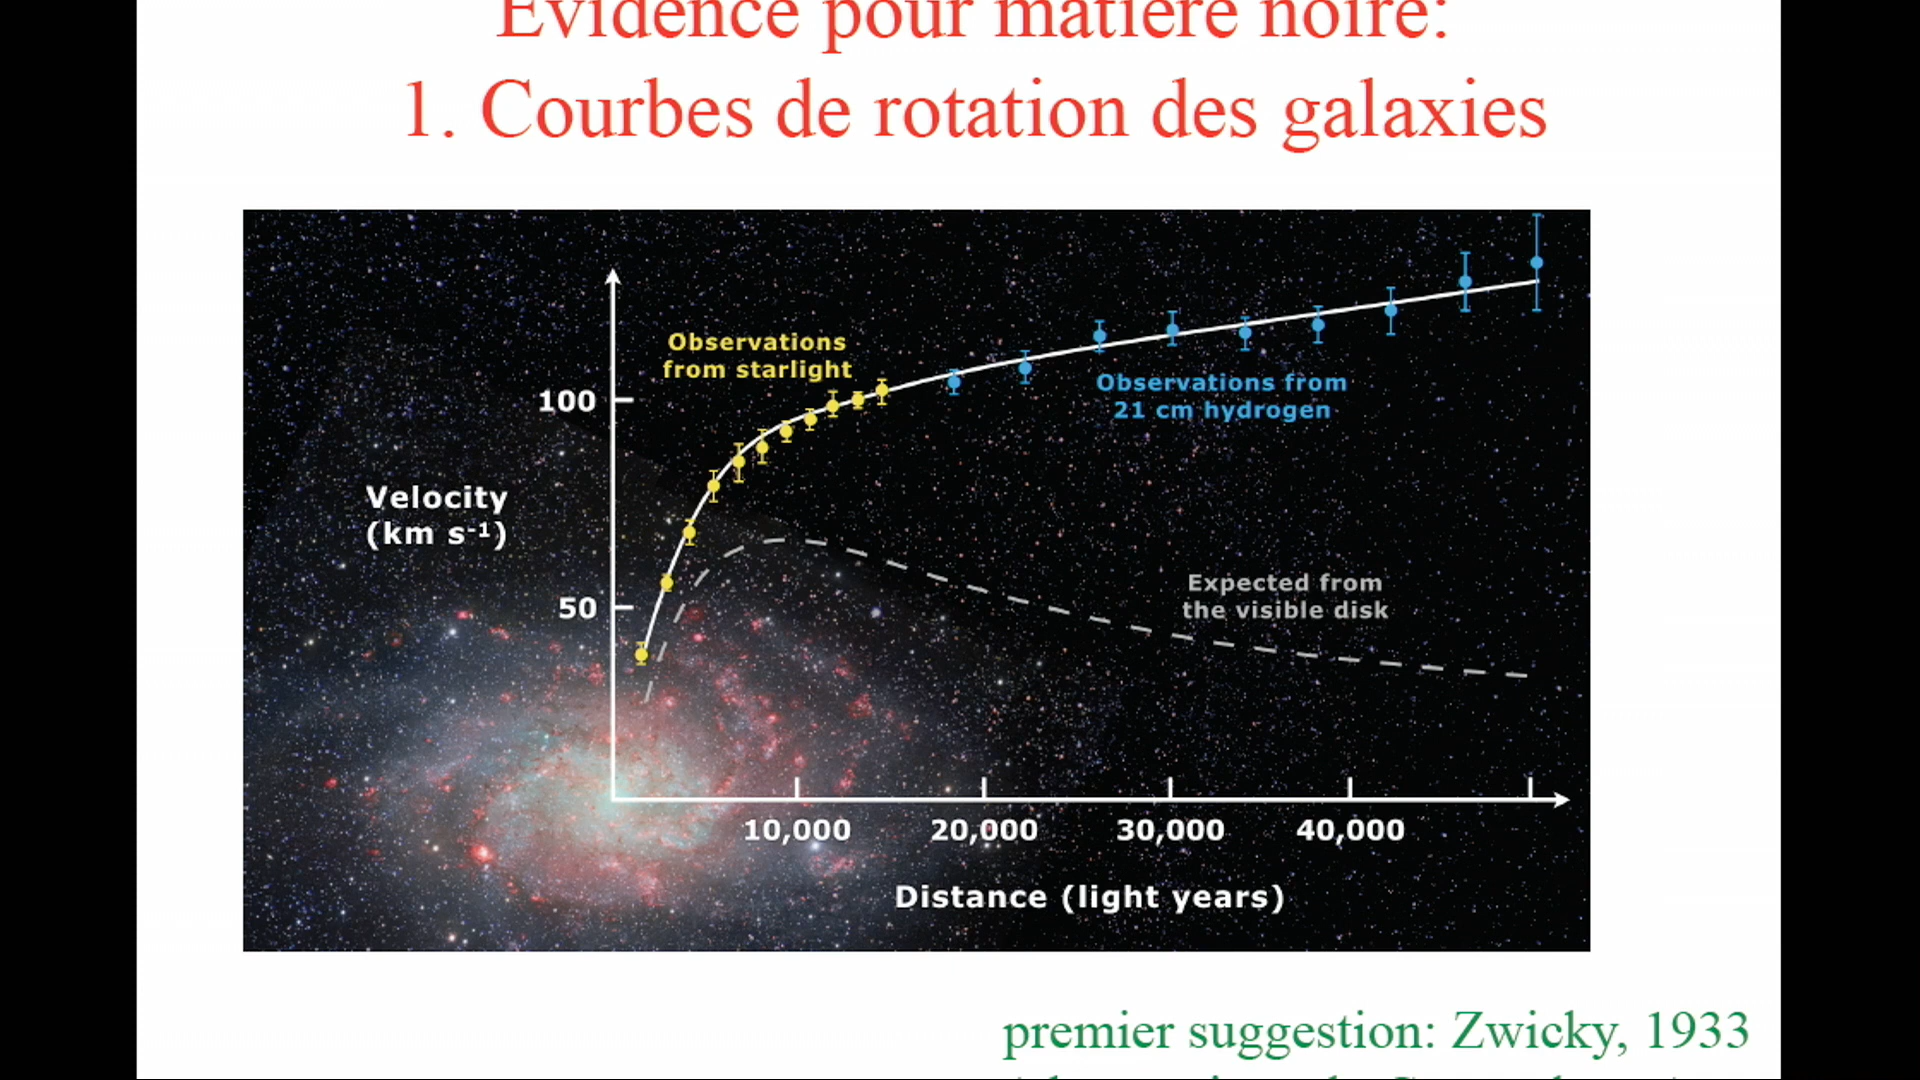 Evidence pour matière noire:
1. Courbes de rotation des galaxies
Observations
from starlight
100
Observations from
21 cm hydrogen
Velocity
(km s-1)
50
Expected from
the visible disk
10,000
20,000
30,000
40,000
Distance (light years)
premier suggestion: Zwicky, 1933